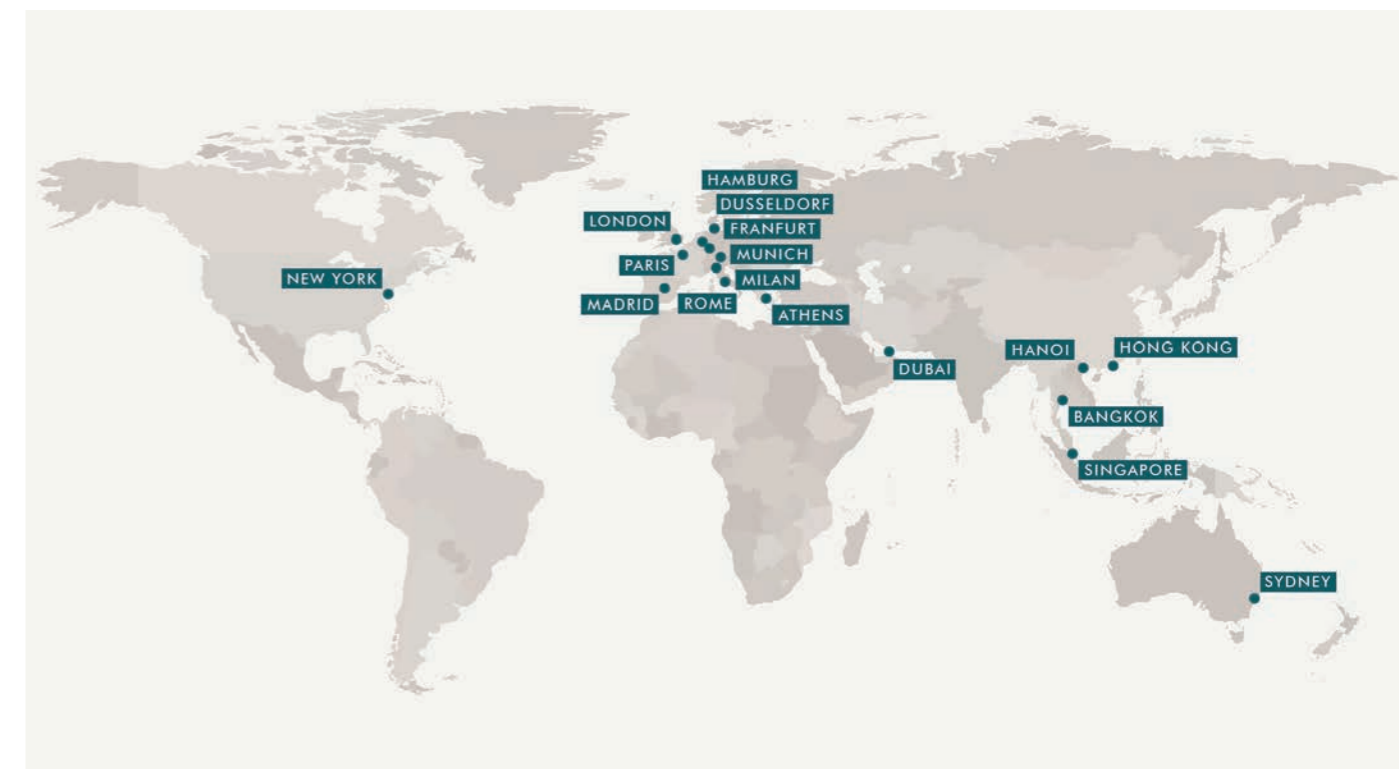 HAMBURG
DUSSELDORF
LONDON
FRANFURT
MUNICH
PARIS
NEW YORK
MILAN
MADRID
ROME
ATHENS
HANOI
HONG KONG
DUBAI
BANGKOK
SINGAPORE
SYDNEY